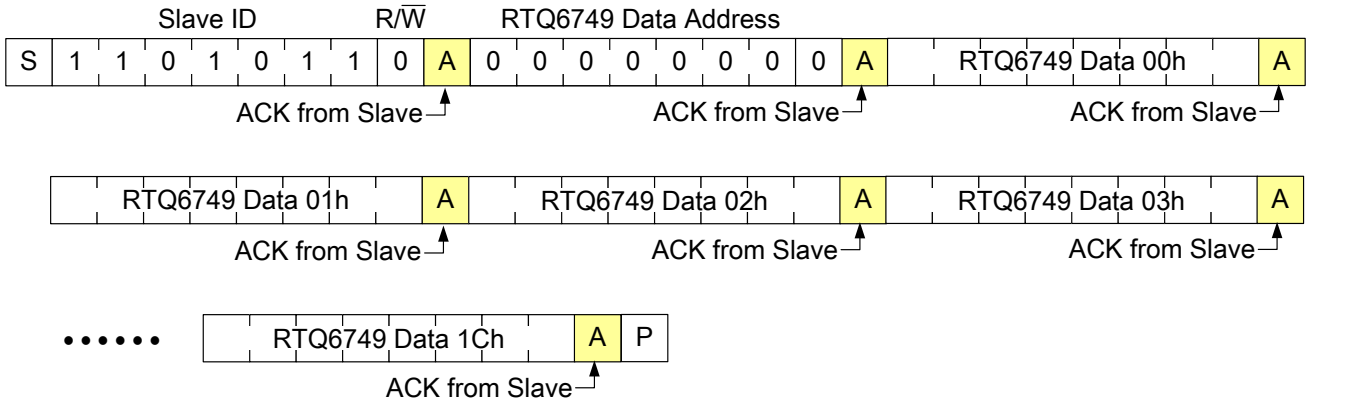 Slave ID R/W̅ RTQ6749 Data Address
S 1 1 0 1 0 1 1 0 A 0 0 0 0 0 0 0 0 A RTQ6749 Data 00h A
ACK from Slave ACK from Slave ACK from Slave
RTQ6749 Data 01h A RTQ6749 Data 02h A RTQ6749 Data 03h A
ACK from Slave ACK from Slave ACK from Slave
•••••• RTQ6749 Data 1Ch A P
ACK from Slave